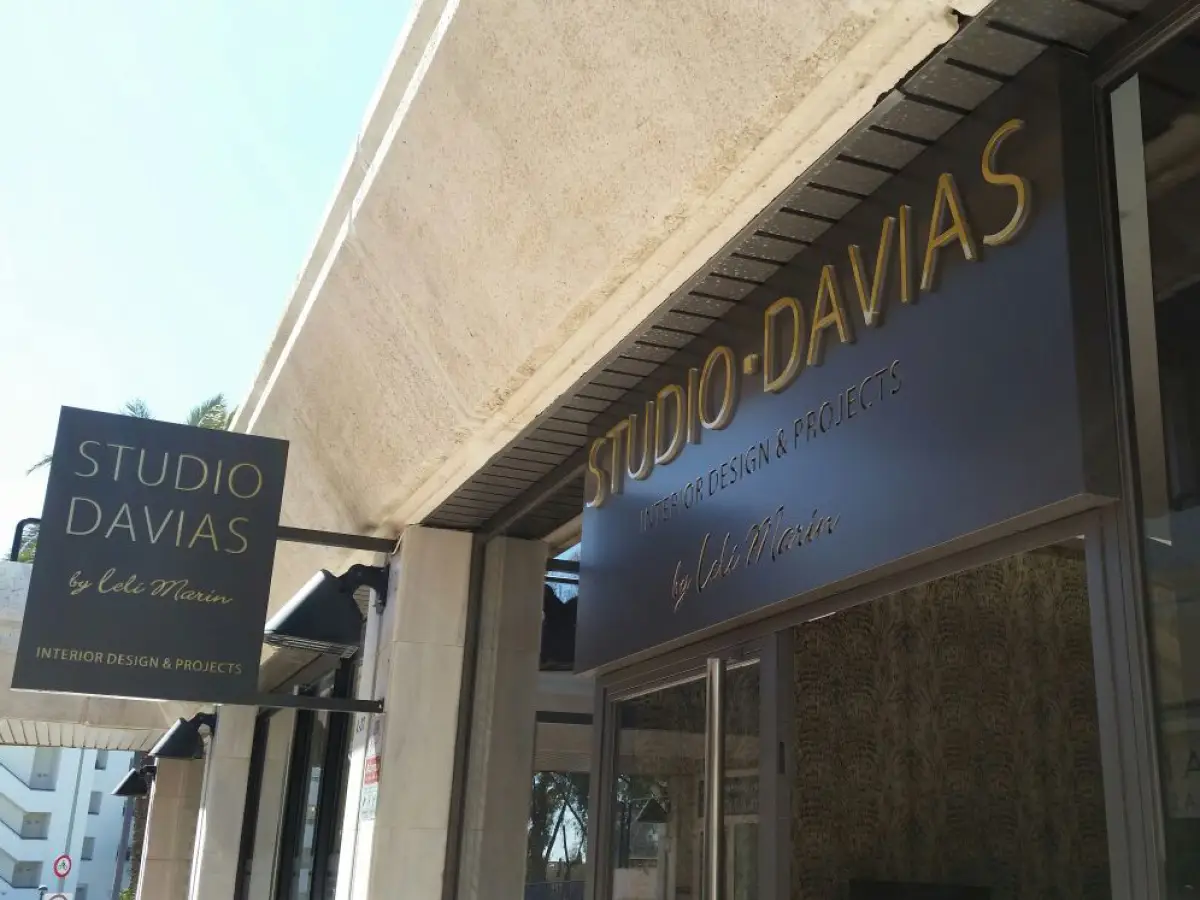 STUDIO
DAVIAS
by Leli Marin
INTERIOR DESIGN & PROJECTS
STUDIO·DAVIAS
INTERIOR DESIGN & PROJECTS
by Leli Marin